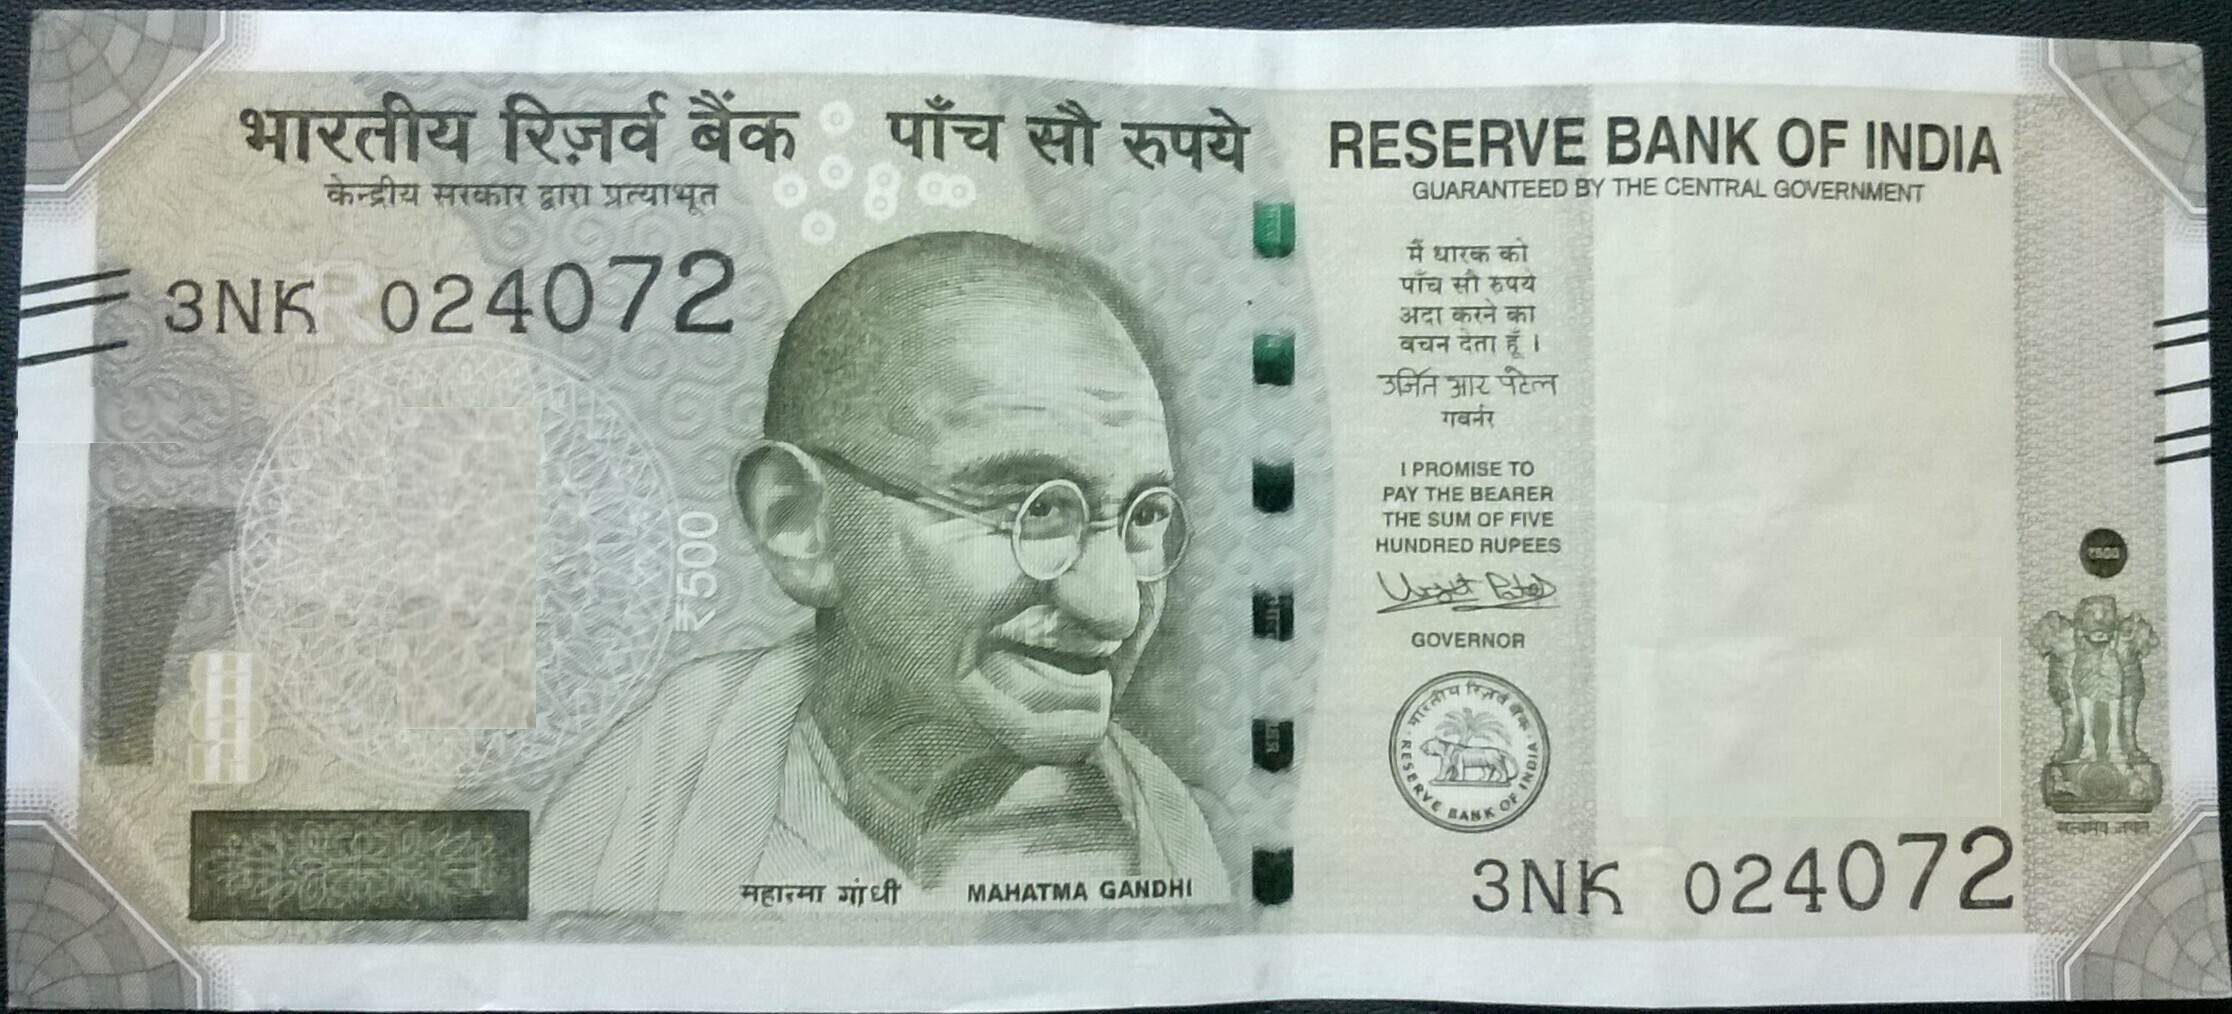 भारतीय रिज़र्व बैंक
केन्द्रीय सरकार द्वारा प्रत्याभूत
पाँच सौ रुपये
RESERVE BANK OF INDIA
GUARANTEED BY THE CENTRAL GOVERNMENT
3NK 024072
₹500
मैं धारक को
पाँच सौ रुपये
अदा करने का
वचन देता हूँ ।
उर्जित आर पटेल
गवर्नर
I PROMISE TO
PAY THE BEARER
THE SUM OF FIVE
HUNDRED RUPEES
Urjit Patel
GOVERNOR
भारतीय रिज़र्व बैंक
RESERVE BANK OF INDIA
₹500
सत्यमेव जयते
महात्मा गांधी
MAHATMA GANDHI
3NK 024072